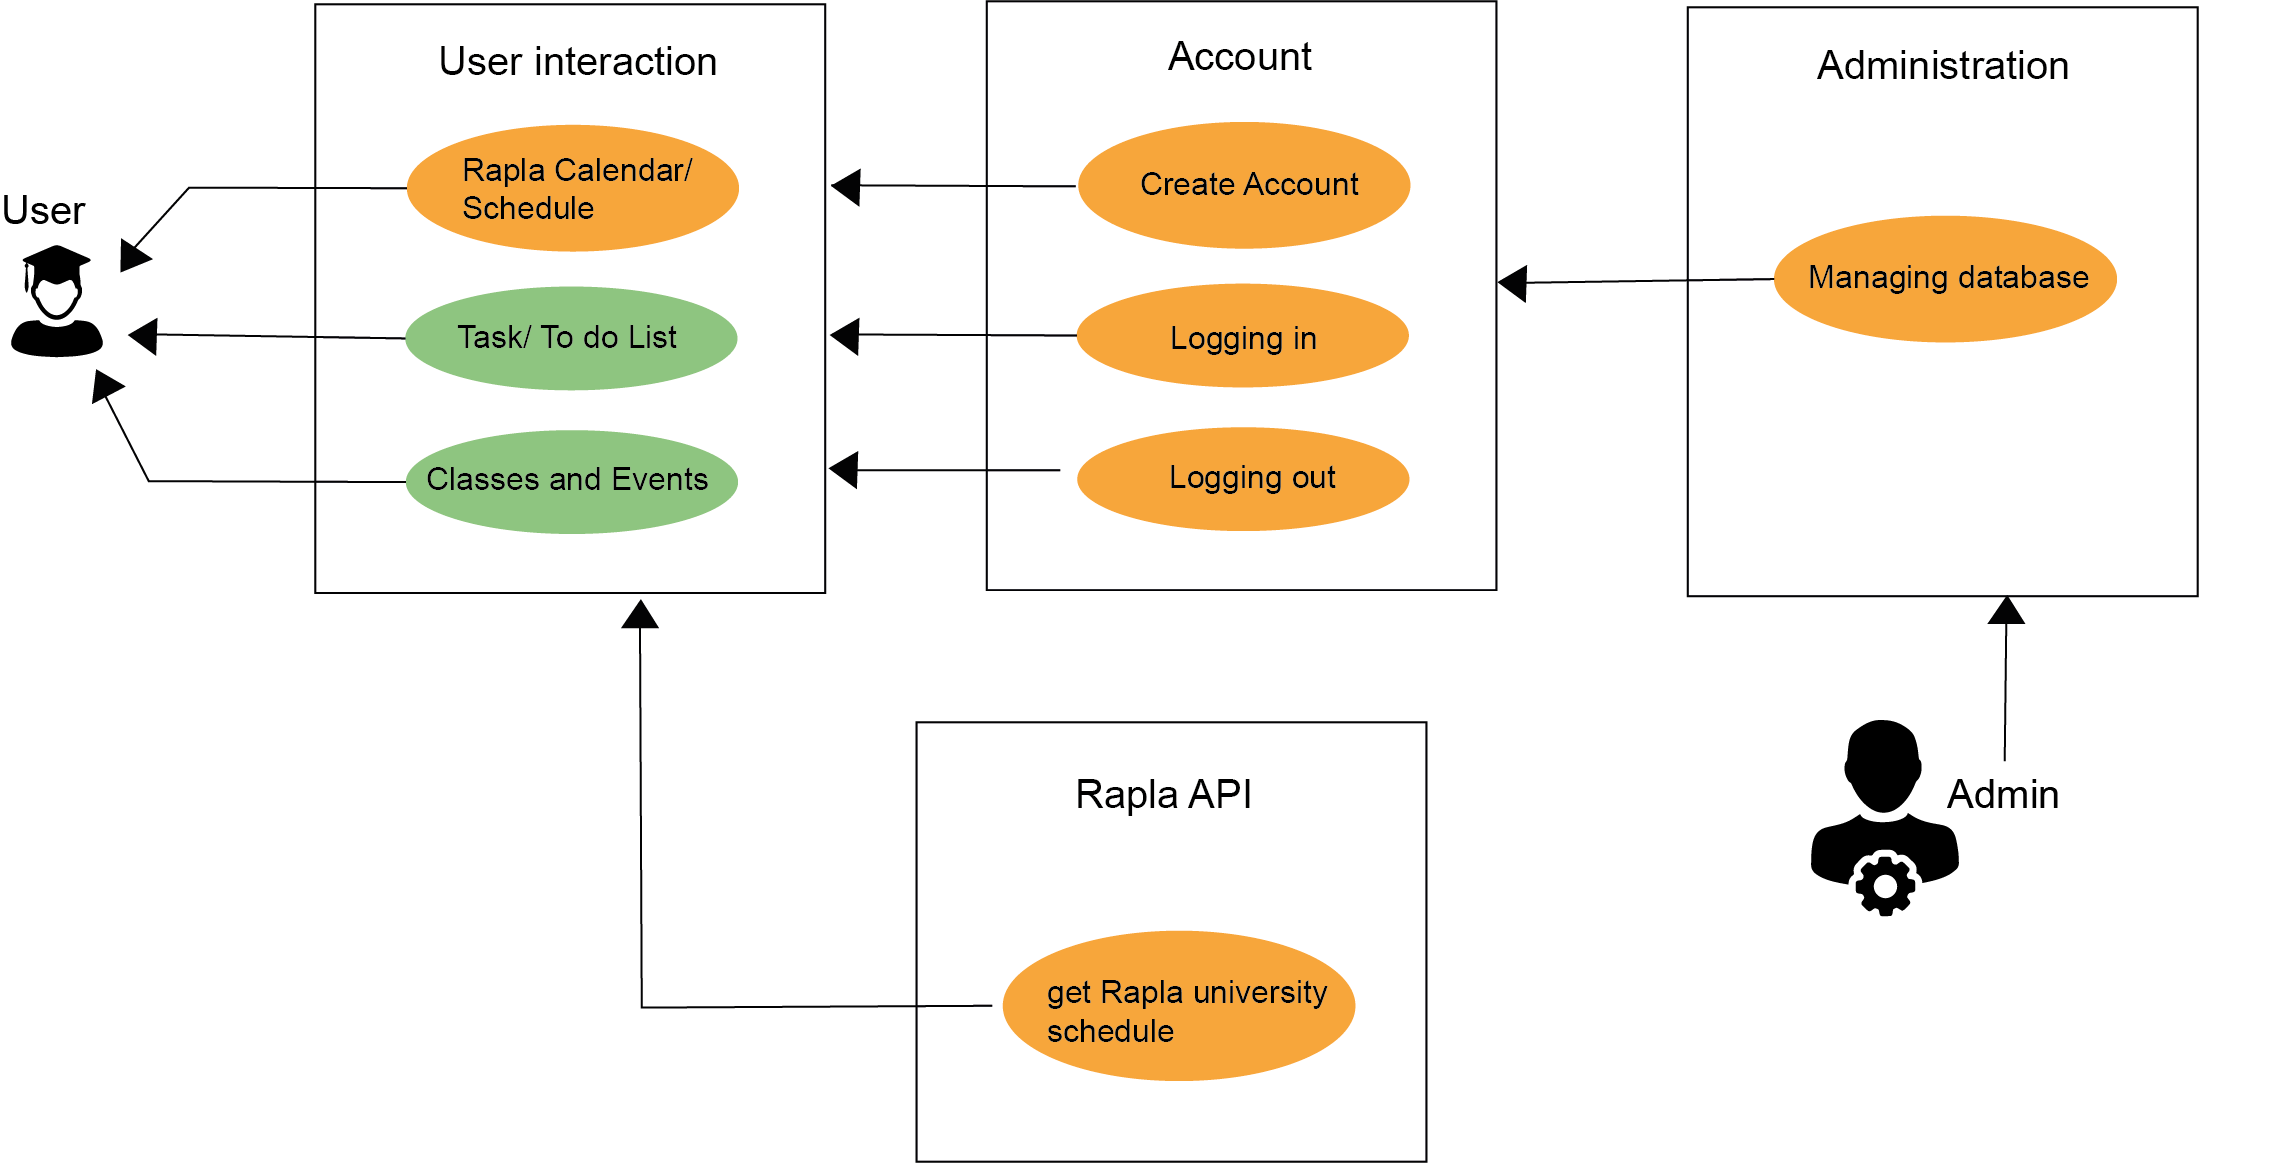 User interaction
Account
Administration
Rapla Calendar/
Schedule
Create Account
User
Managing database
Task/ To do List
Logging in
Classes and Events
Logging out
Rapla API
Admin
get Rapla university
schedule